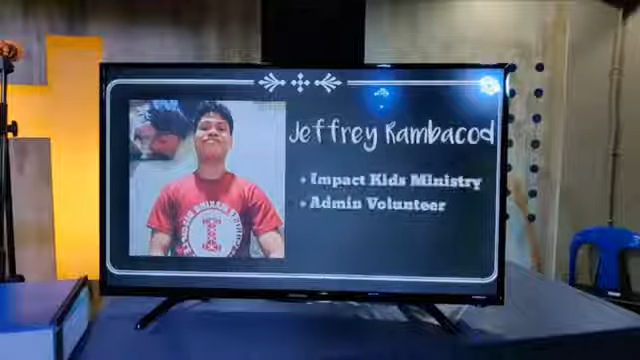 Jeffrey Rambacod
• Impact Kids Ministry
• Admin Volunteer